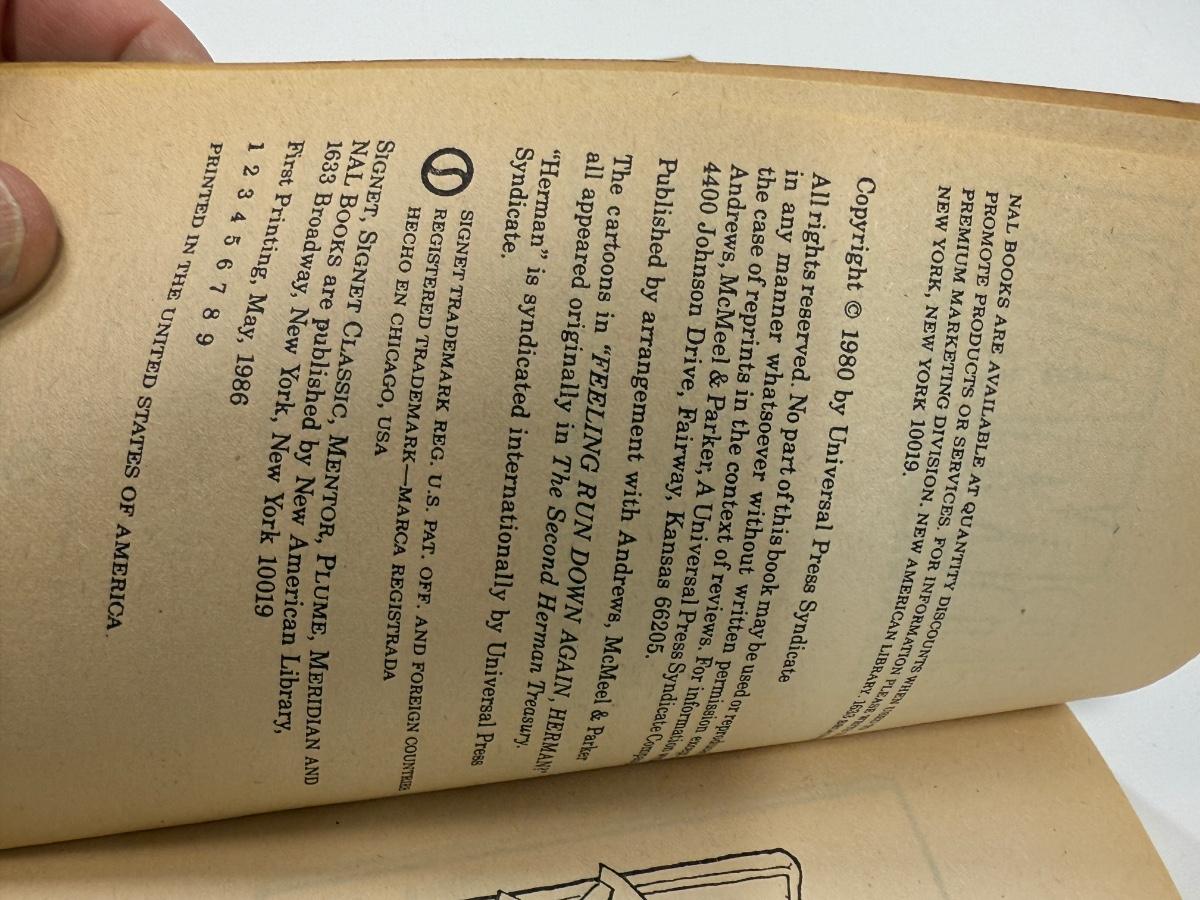 NAL BOOKS ARE AVAILABLE AT QUANTITY DISCOUNTS WHEN
PROMOTE PRODUCTS OR SERVICES. FOR INFORMATION PLEASE
PREMIUM MARKETING DIVISION. NEW AMERICAN LIBRARY. 1633
NEW YORK, NEW YORK 10019.
Copyright © 1980 by Universal Press Syndicate
All rights reserved. No part of this book may be used or
in any manner whatsoever without written permission
the case of reprints in the context of reviews. For information
Andrews, McMeel & Parker, A Universal Press Syndicate
4400 Johnson Drive, Fairway, Kansas 66205.
Published by arrangement with Andrews, McMeel & Parker
The cartoons in "FEELING RUN DOWN AGAIN, HERMAN?"
all appeared originally in The Second Herman Treasury.
"Herman" is syndicated internationally by Universal Press
Syndicate.
SIGNET TRADEMARK REG. U.S. PAT. OFF. AND FOREIGN COUNTRIES
REGISTERED TRADEMARK—MARCA REGISTRADA
HECHO EN CHICAGO, USA
SIGNET, SIGNET CLASSIC, MENTOR, PLUME, MERIDIAN AND
NAL BOOKS are published by New American Library,
1633 Broadway, New York, New York 10019
First Printing, May, 1986
1 2 3 4 5 6 7 8 9
PRINTED IN THE UNITED STATES OF AMERICA